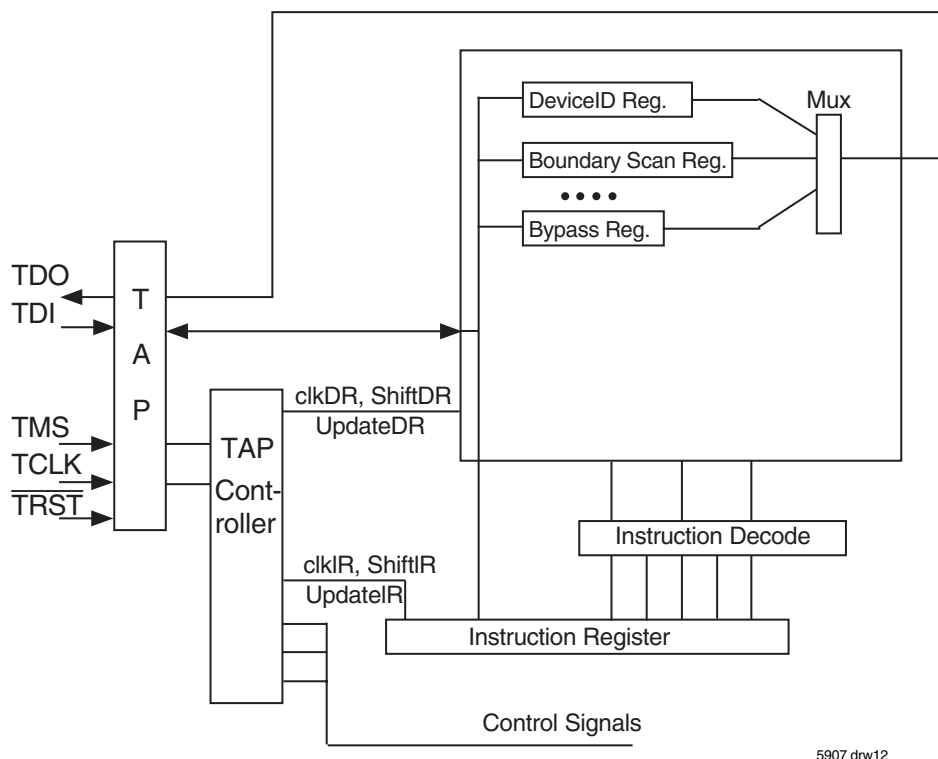 DeviceID Reg.
Mux
Boundary Scan Reg.
Bypass Reg.
TDO
TDI
T
A
P
clkDR, ShiftDR
UpdateDR
TMS
TCLK
TRST
TAP
Cont-
roller
Instruction Decode
clkIR, ShiftIR
UpdateIR
Instruction Register
Control Signals
5907 drw12